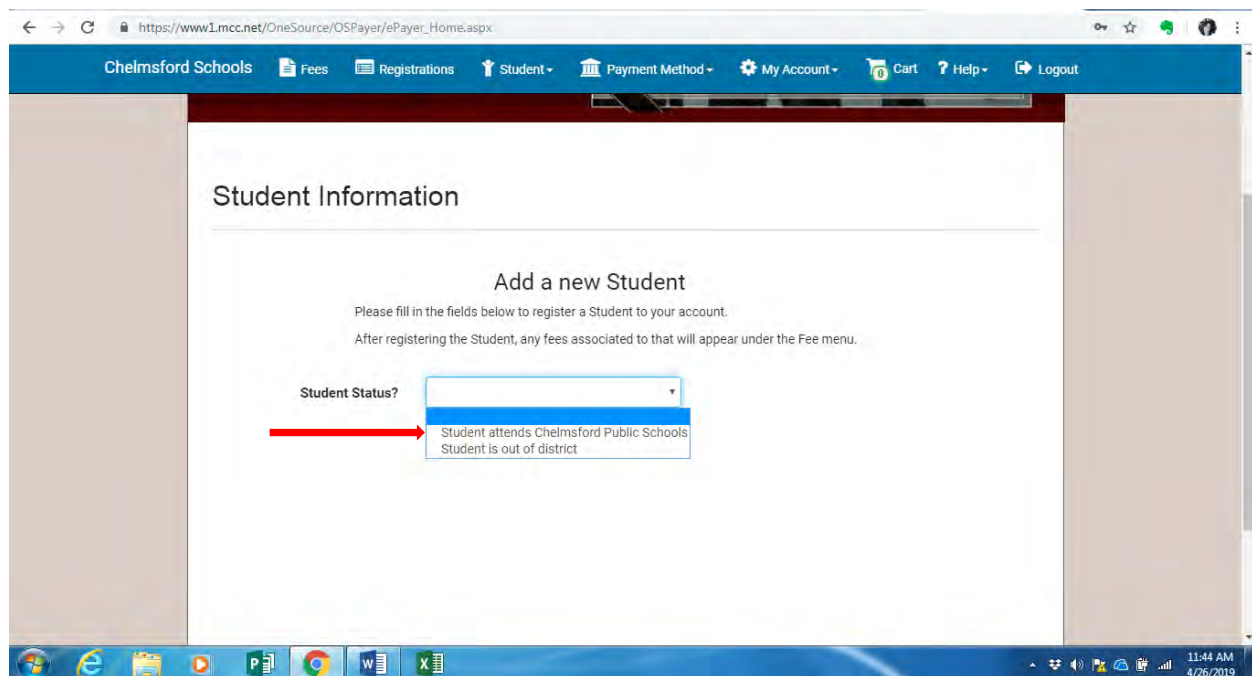 https://www1.mcc.net/OneSource/OSPayer/ePayer_Home.aspx
Chelmsford Schools Fees Registrations Student Payment Method My Account 0 Cart ? Help Logout
Student Information
Add a new Student
Please fill in the fields below to register a Student to your account.
After registering the Student, any fees associated to that will appear under the Fee menu.
Student Status?
Student attends Chelmsford Public Schools
Student is out of district
11:44 AM
4/26/2019